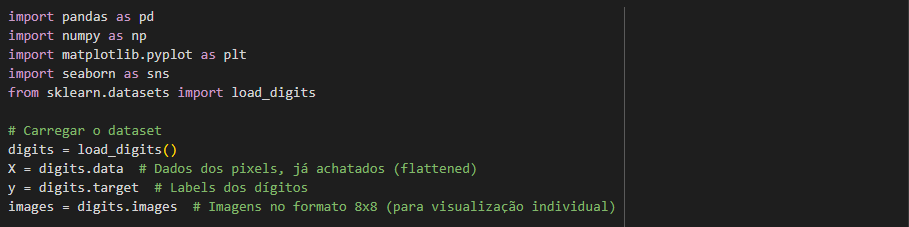 import pandas as pd
import numpy as np
import matplotlib.pyplot as plt
import seaborn as sns
from sklearn.datasets import load_digits
# Carregar o dataset
digits = load_digits()
X = digits.data  # Dados dos pixels, já achatados (flattened)
y = digits.target  # Labels dos dígitos
images = digits.images  # Imagens no formato 8x8 (para visualização individual)